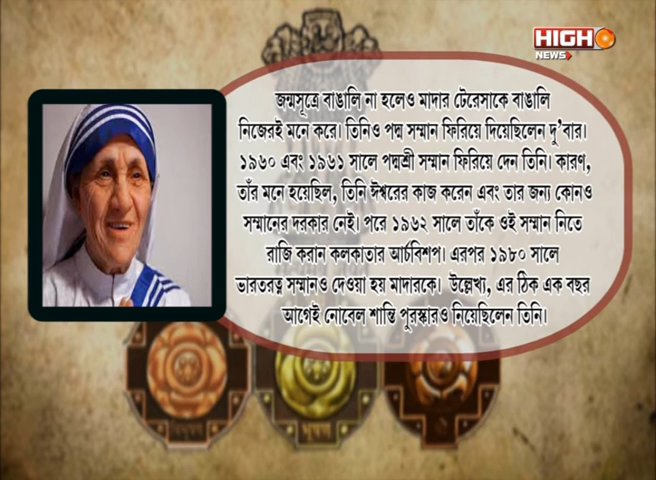 HIGH
NEWS
জন্মসূত্রে বাঙালি না হলেও মাদার টেরেসাকে বাঙালি
নিজেরই মনে করে। তিনিও পদ্ম সম্মান ফিরিয়ে দিয়েছিলেন দু’বার।
১৯৬০ এবং ১৯৬১ সালে পদ্মশ্রী সম্মান ফিরিয়ে দেন তিনি। কারণ,
তাঁর মনে হয়েছিল, তিনি ঈশ্বরের কাজ করেন এবং তার জন্য কোনও
সম্মানের দরকার নেই। পরে ১৯৬২ সালে তাঁকে ওই সম্মান নিতে
রাজি করান কলকাতার আর্চবিশপ। এরপর ১৯৮০ সালে
ভারতরত্ন সম্মানও দেওয়া হয় মাদারকে। উল্লেখ্য, এর ঠিক এক বছর
আগেই নোবেল শান্তি পুরস্কারও নিয়েছিলেন তিনি।